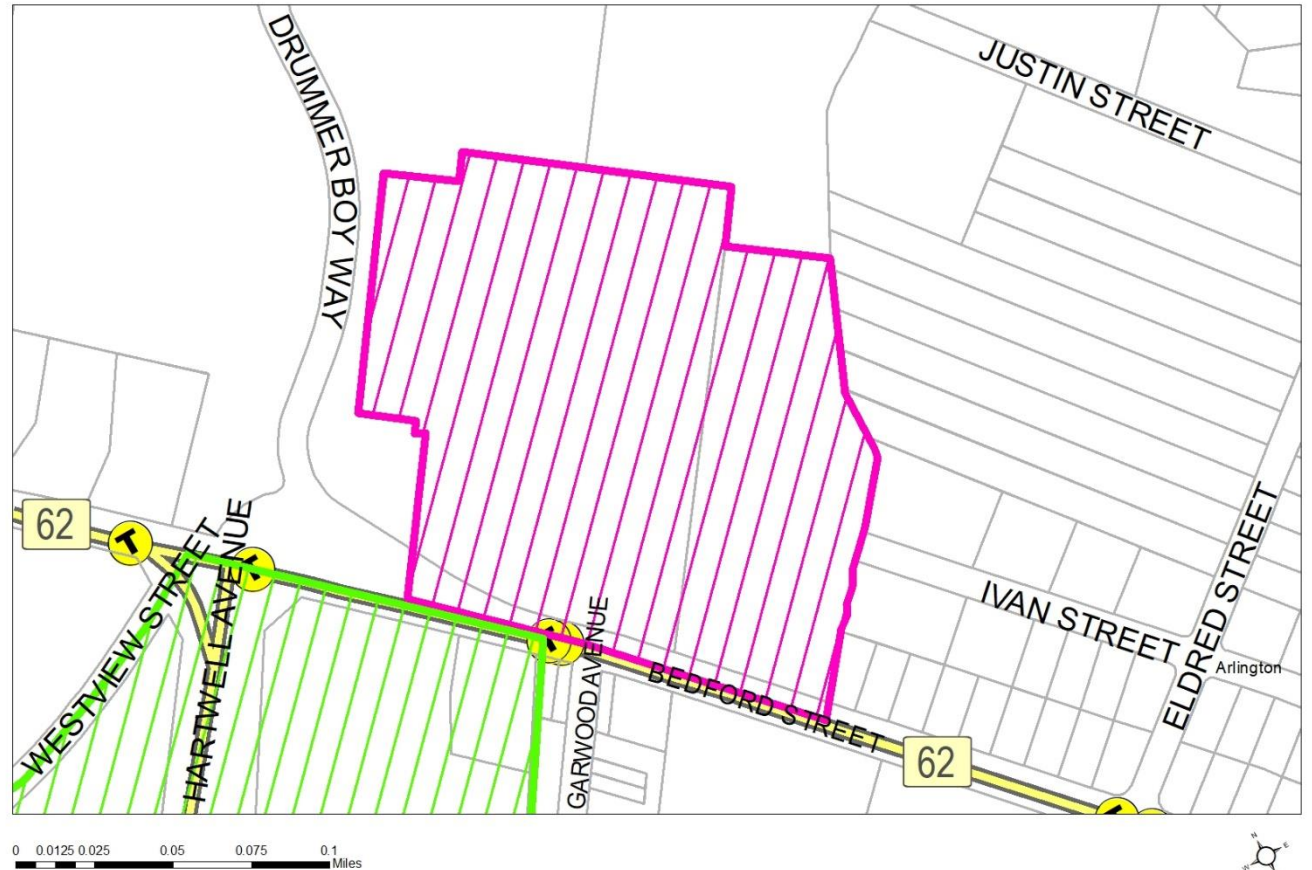 DRUMMER BOY WAY
JUSTIN STREET
62
WESTVIEW STREET
HARTWELL AVENUE
GARWOOD AVENUE
BEDFORD STREET
IVAN STREET
ELDRED STREET
Arlington
62
T
0 0.0125 0.025 0.05 0.075 0.1
Miles
N
E
W